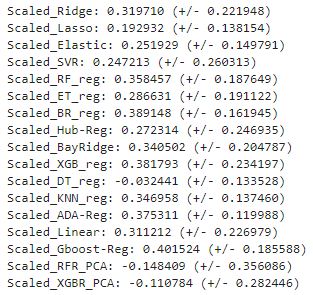 Scaled_Ridge: 0.319710 (+/- 0.221948)
Scaled_Lasso: 0.192932 (+/- 0.138154)
Scaled_Elastic: 0.251929 (+/- 0.149791)
Scaled_SVR: 0.247213 (+/- 0.260313)
Scaled_RF_reg: 0.358457 (+/- 0.187649)
Scaled_ET_reg: 0.286631 (+/- 0.191122)
Scaled_BR_reg: 0.389148 (+/- 0.161945)
Scaled_Hub-Reg: 0.272314 (+/- 0.246935)
Scaled_BayRidge: 0.340502 (+/- 0.204787)
Scaled_XGB_reg: 0.381793 (+/- 0.234197)
Scaled_DT_reg: -0.032441 (+/- 0.133528)
Scaled_KNN_reg: 0.346958 (+/- 0.137460)
Scaled_ADA-Reg: 0.375311 (+/- 0.119988)
Scaled_Linear: 0.311212 (+/- 0.226979)
Scaled_Gboost-Reg: 0.401524 (+/- 0.185588)
Scaled_RFR_PCA: -0.148409 (+/- 0.356086)
Scaled_XGBR_PCA: -0.110784 (+/- 0.282446)